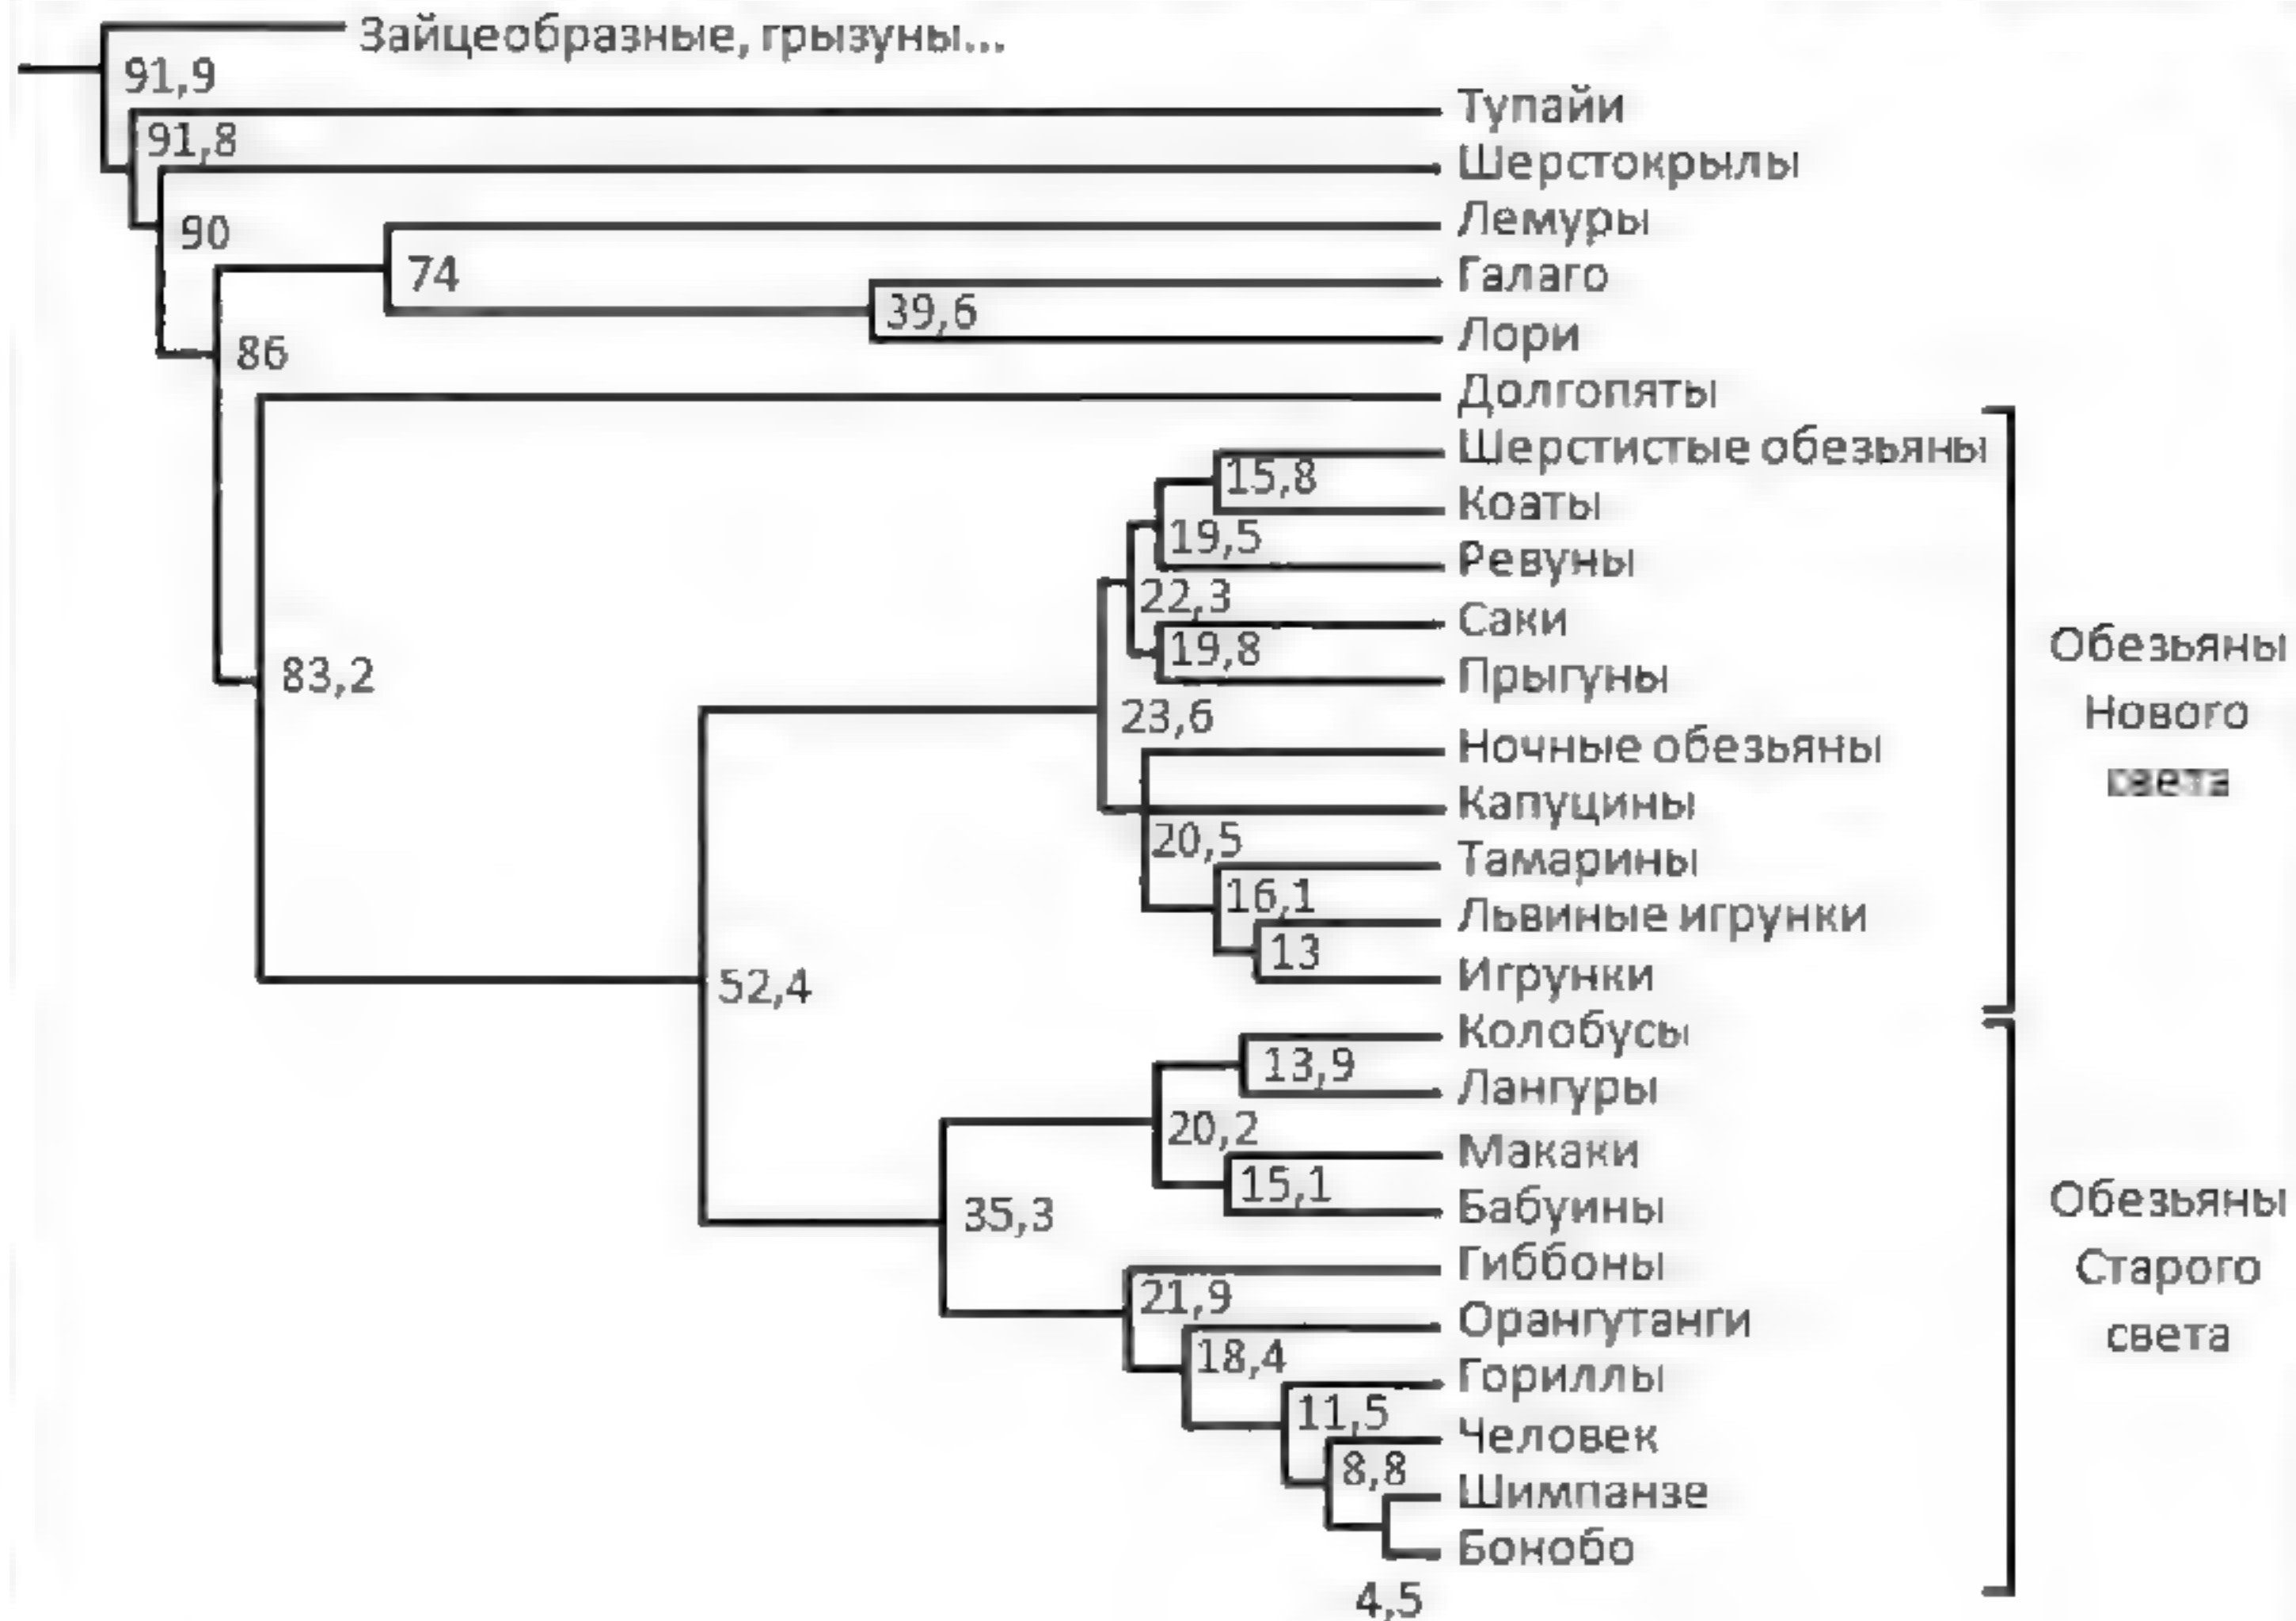 Зайцеобразные, грызуны...
91,9
Тупайи
91,8
Шерстокрылы
Лемуры
90
74
Галаго
39,6
Лори
86
Долгопяты
Шерстистые обезьяны
15,8
Коаты
19,5
Ревуны
22,3
Саки
19,8
Прыгуны
83,2
23,6
Ночные обезьяны
Капуцины
20,5
Тамарины
16,1
Львиные игрунки
13
Игрунки
52,4
Колобусы
13,9
Лангуры
20,2
Макаки
15,1
Бабуины
35,3
Гиббоны
21,9
Орангутанги
18,4
Гориллы
11,5
Человек
8,8
Шимпанзе
Бонобо
4,5
Обезьяны
Нового
света
Обезьяны
Старого
света